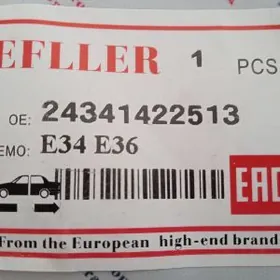 EFLLER 1 PCS
OE: 24341422513
EMO: E34 E36
EAC
From the European high-end brand